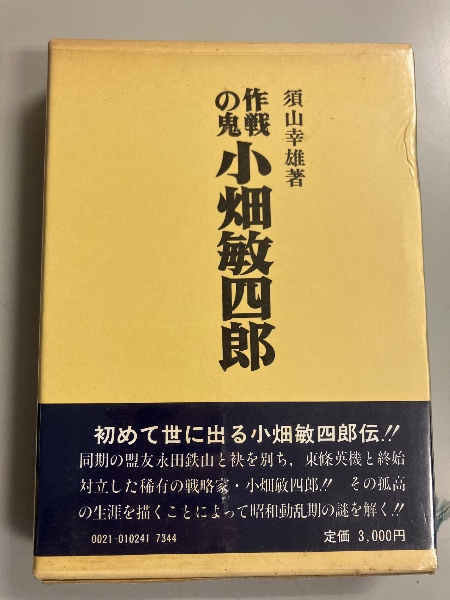 須山幸雄著
作戦
の鬼
小畑敏四郎
初めて世に出る小畑敏四郎伝!!
同期の盟友永田鉄山と袂を別ち，東條英機と終始
対立した稀有の戦略家・小畑敏四郎!! その孤高
の生涯を描くことによって昭和動乱期の謎を解く!!
0021-010241 7344
定価 3,000円